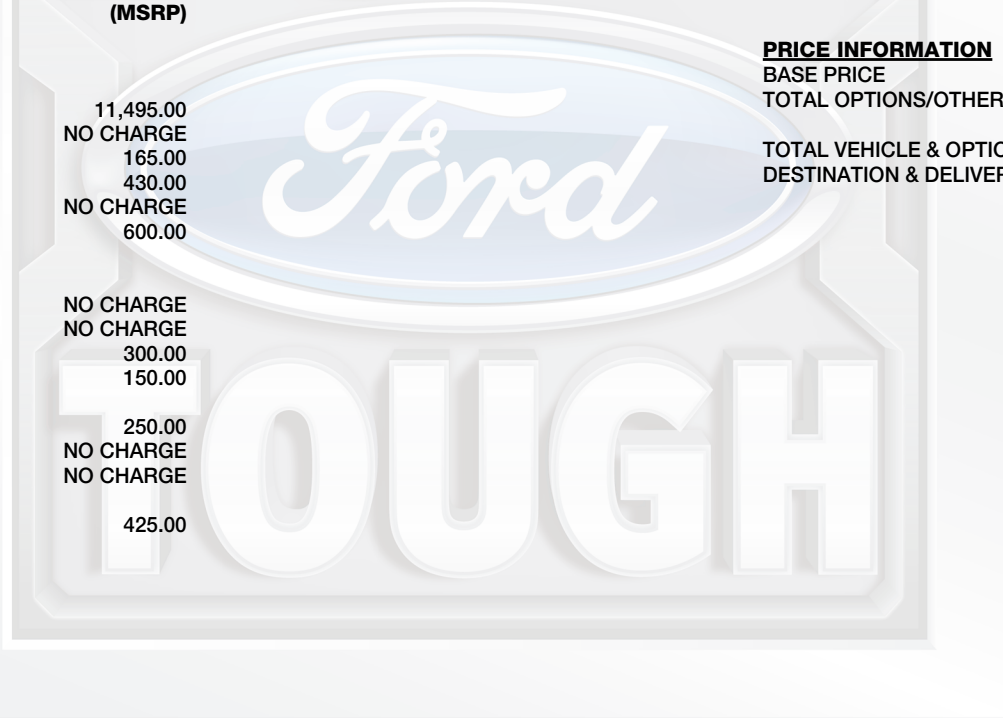 (MSRP)
11,495.00
NO CHARGE
165.00
430.00
NO CHARGE
600.00
NO CHARGE
NO CHARGE
300.00
150.00
250.00
NO CHARGE
NO CHARGE
425.00
PRICE INFORMATION
BASE PRICE
TOTAL OPTIONS/OTHER
TOTAL VEHICLE &
DESTINATION &
Ford
TOUGH